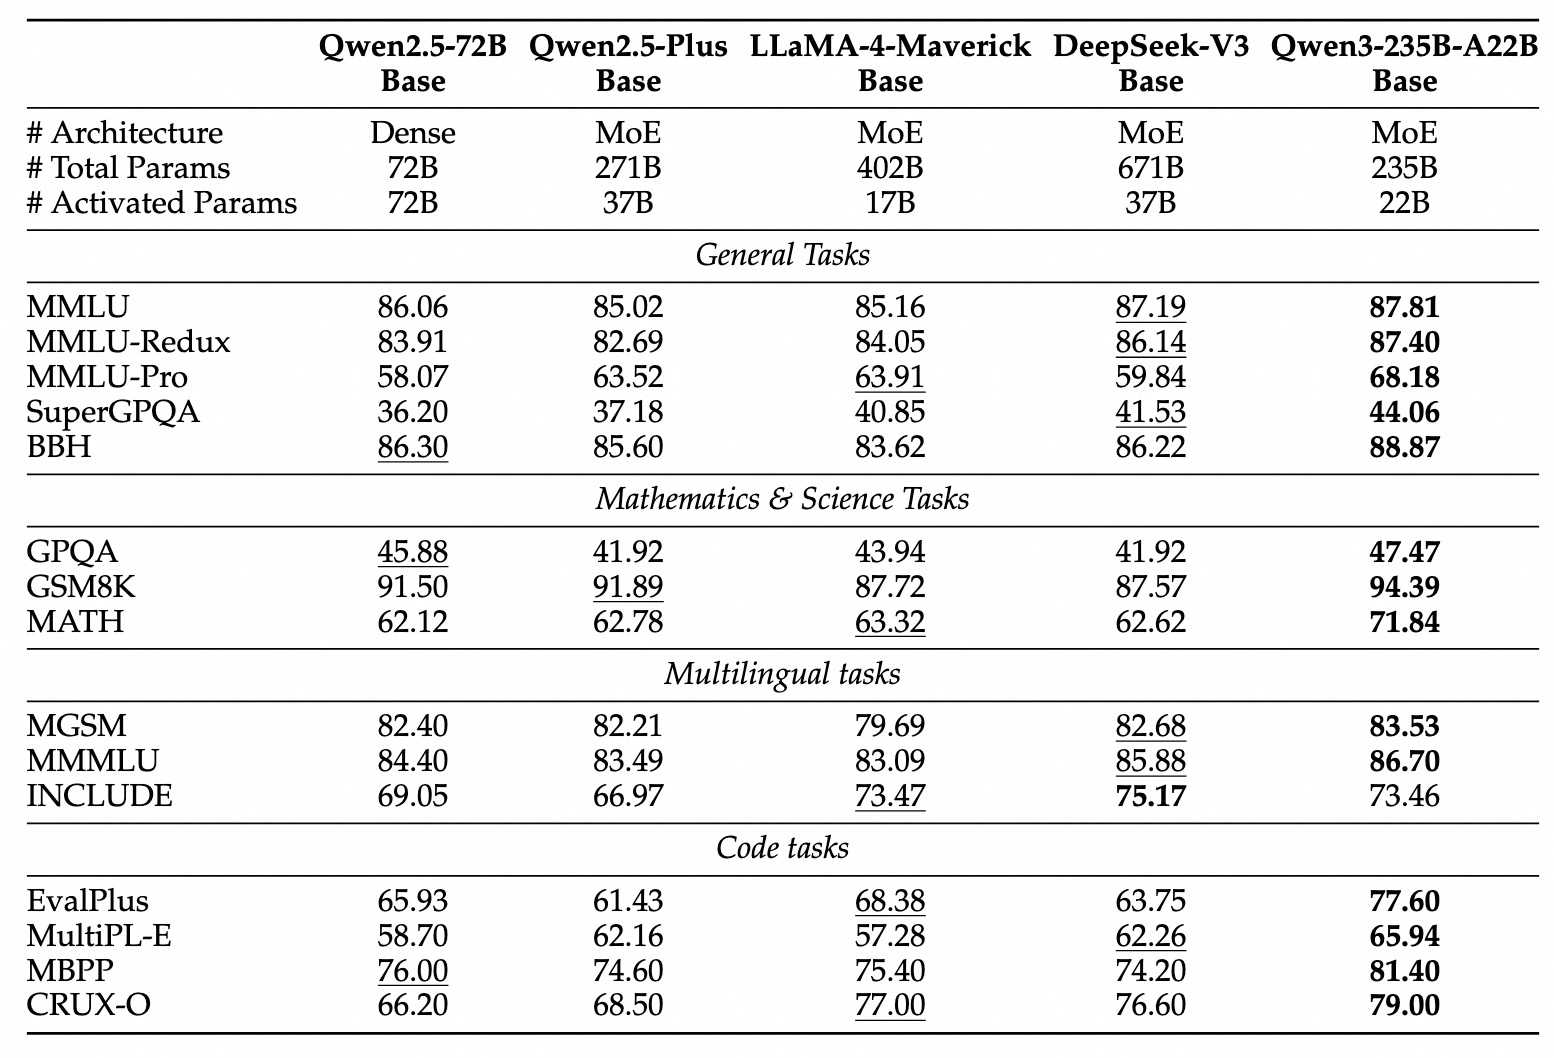 Qwen2.5-72B Qwen2.5-Plus LLaMA-4-Maverick DeepSeek-V3 Qwen3-235B-A22B
Base Base Base Base Base
# Architecture Dense MoE MoE MoE MoE
# Total Params 72B 271B 402B 671B 235B
# Activated Params 72B 37B 17B 37B 22B
General Tasks
MMLU 86.06 85.02 85.16 87.19 87.81
MMLU-Redux 83.91 82.69 84.05 86.14 87.40
MMLU-Pro 58.07 63.52 63.91 59.84 68.18
SuperGPQA 36.20 37.18 40.85 41.53 44.06
BBH 86.30 85.60 83.62 86.22 88.87
Mathematics & Science Tasks
GPQA 45.88 41.92 43.94 41.92 47.47
GSM8K 91.50 91.89 87.72 87.57 94.39
MATH 62.12 62.78 63.32 62.62 71.84
Multilingual tasks
MGSM 82.40 82.21 79.69 82.68 83.53
MMMLU 84.40 83.49 83.09 85.88 86.70
INCLUDE 69.05 66.97 73.47 75.17 73.46
Code tasks
EvalPlus 65.93 61.43 68.38 63.75 77.60
MultiPL-E 58.70 62.16 57.28 62.26 65.94
MBPP 76.00 74.60 75.40 74.20 81.40
CRUX-O 66.20 68.50 77.00 76.60 79.00